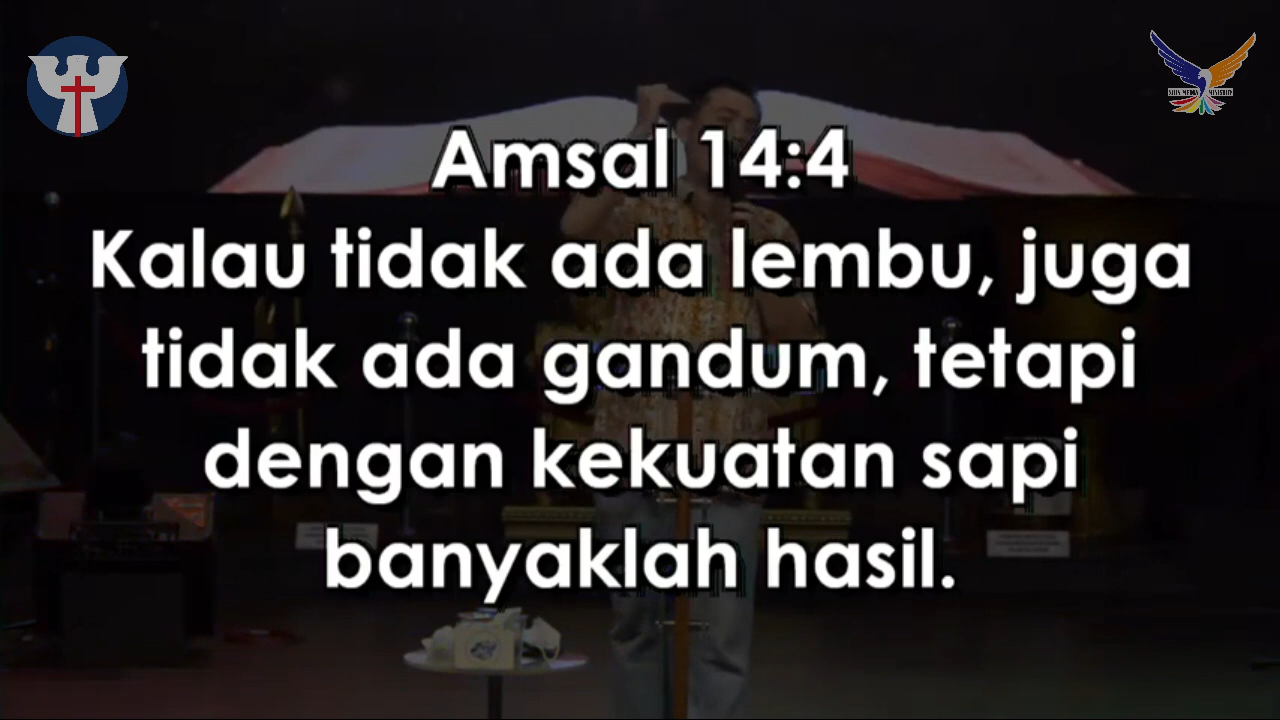 Amsal 14:4
Kalau tidak ada lembu, juga
tidak ada gandum, tetapi
dengan kekuatan sapi
banyaklah hasil.